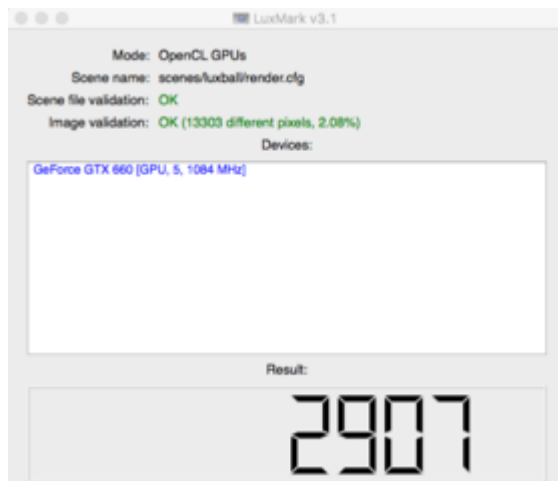 LuxMark v3.1
Mode: OpenCL GPUs
Scene name: scenes/luxball/render.cfg
Scene file validation: OK
Image validation: OK (13303 different pixels, 2.08%)
Devices:
GeForce GTX 660 [GPU, 5, 1084 MHz]
Result:
2907